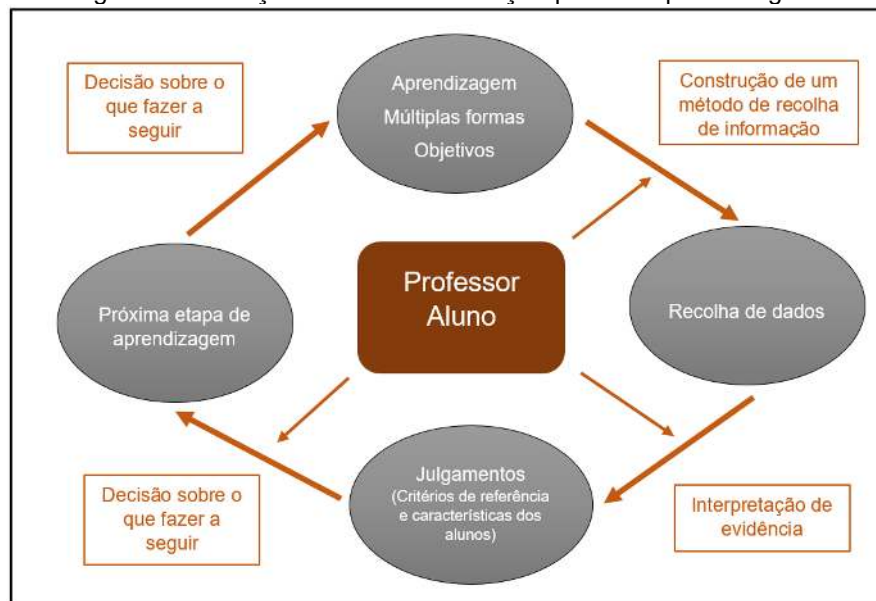 Decisão sobre o
que fazer a
seguir
Aprendizagem
Múltiplas formas
Objetivos
Construção de um
método de recolha
de informação
Próxima etapa de
aprendizagem
Professor
Aluno
Recolha de dados
Decisão sobre o
que fazer a
seguir
Julgamentos
(Critérios de referência
e características dos
alunos)
Interpretação de
evidência